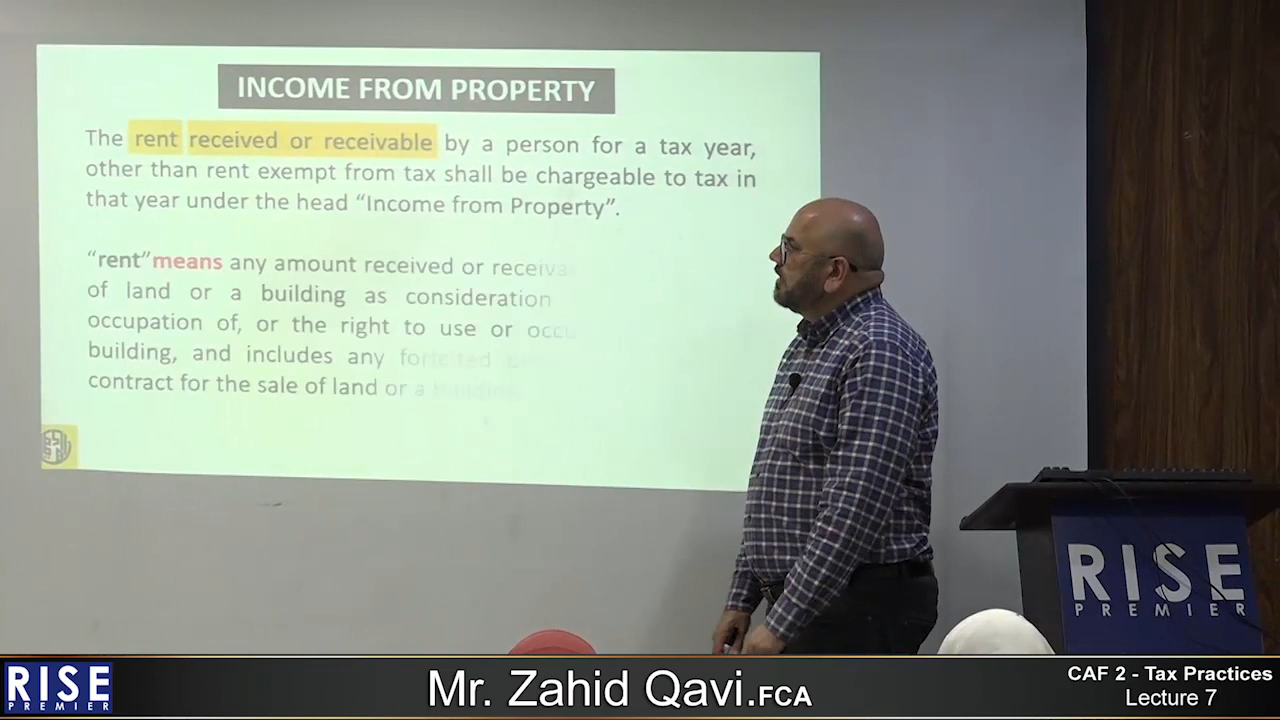 INCOME FROM PROPERTY
The rent received or receivable by a person for a tax year,
other than rent exempt from tax shall be chargeable to tax in
that year under the head “Income from Property”.
“rent”means any amount received or
of land or a building as consideration
occupation of, or the right to use or
building, and includes any
contract for the sale of land or a
RISE
PREMIER
RISE
PREMIER
Mr. Zahid Qavi.FCA
CAF 2 - Tax Practices
Lecture 7